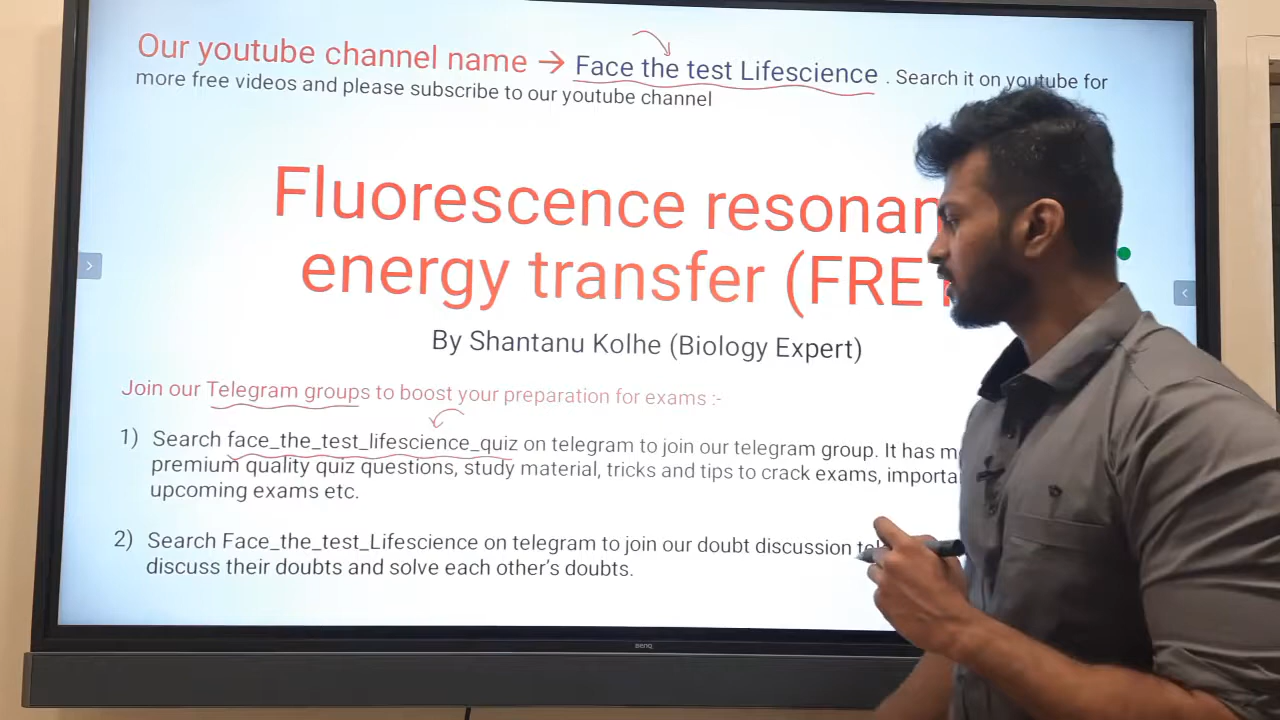 Our youtube channel name → Face the test Lifescience . Search it on youtube for
more free videos and please subscribe to our youtube channel
Fluorescence resonan
energy transfer (FRE
By Shantanu Kolhe (Biology Expert)
Join our Telegram groups to boost your preparation for exams :-
1) Search face_the_test_lifescience_quiz on telegram to join our telegram group. It has m
premium quality quiz questions, study material, tricks and tips to crack exams, importa
upcoming exams etc.
2) Search Face_the_test_Lifescience on telegram to join our doubt discussion
discuss their doubts and solve each other's doubts.
BenQ